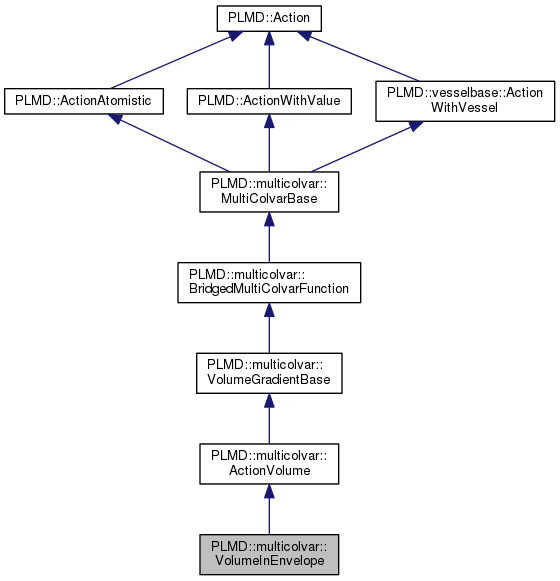 PLMD::Action
PLMD::ActionAtomistic
PLMD::ActionWithValue
PLMD::vesselbase::Action
WithVessel
PLMD::multicolvar::
MultiColvarBase
PLMD::multicolvar::
BridgedMultiColvarFunction
PLMD::multicolvar::
VolumeGradientBase
PLMD::multicolvar::
ActionVolume
PLMD::multicolvar::
VolumeInEnvelope